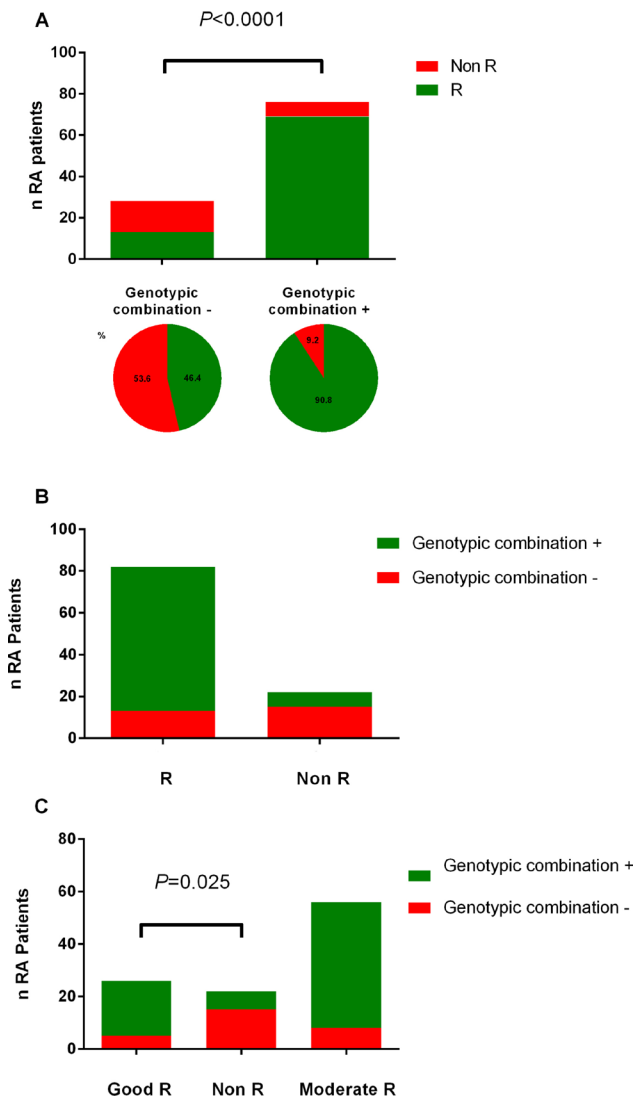 A
P<0.0001
n RA patients
100
80
60
40
20
0
Non R
R
Genotypic
combination -
Genotypic
combination +
%
53.6
46.4
9.2
90.8
B
n RA Patients
100
80
60
40
20
0
Genotypic combination +
Genotypic combination -
R
Non R
C
n RA Patients
80
60
40
20
0
P=0.025
Genotypic combination +
Genotypic combination -
Good R
Non R
Moderate R